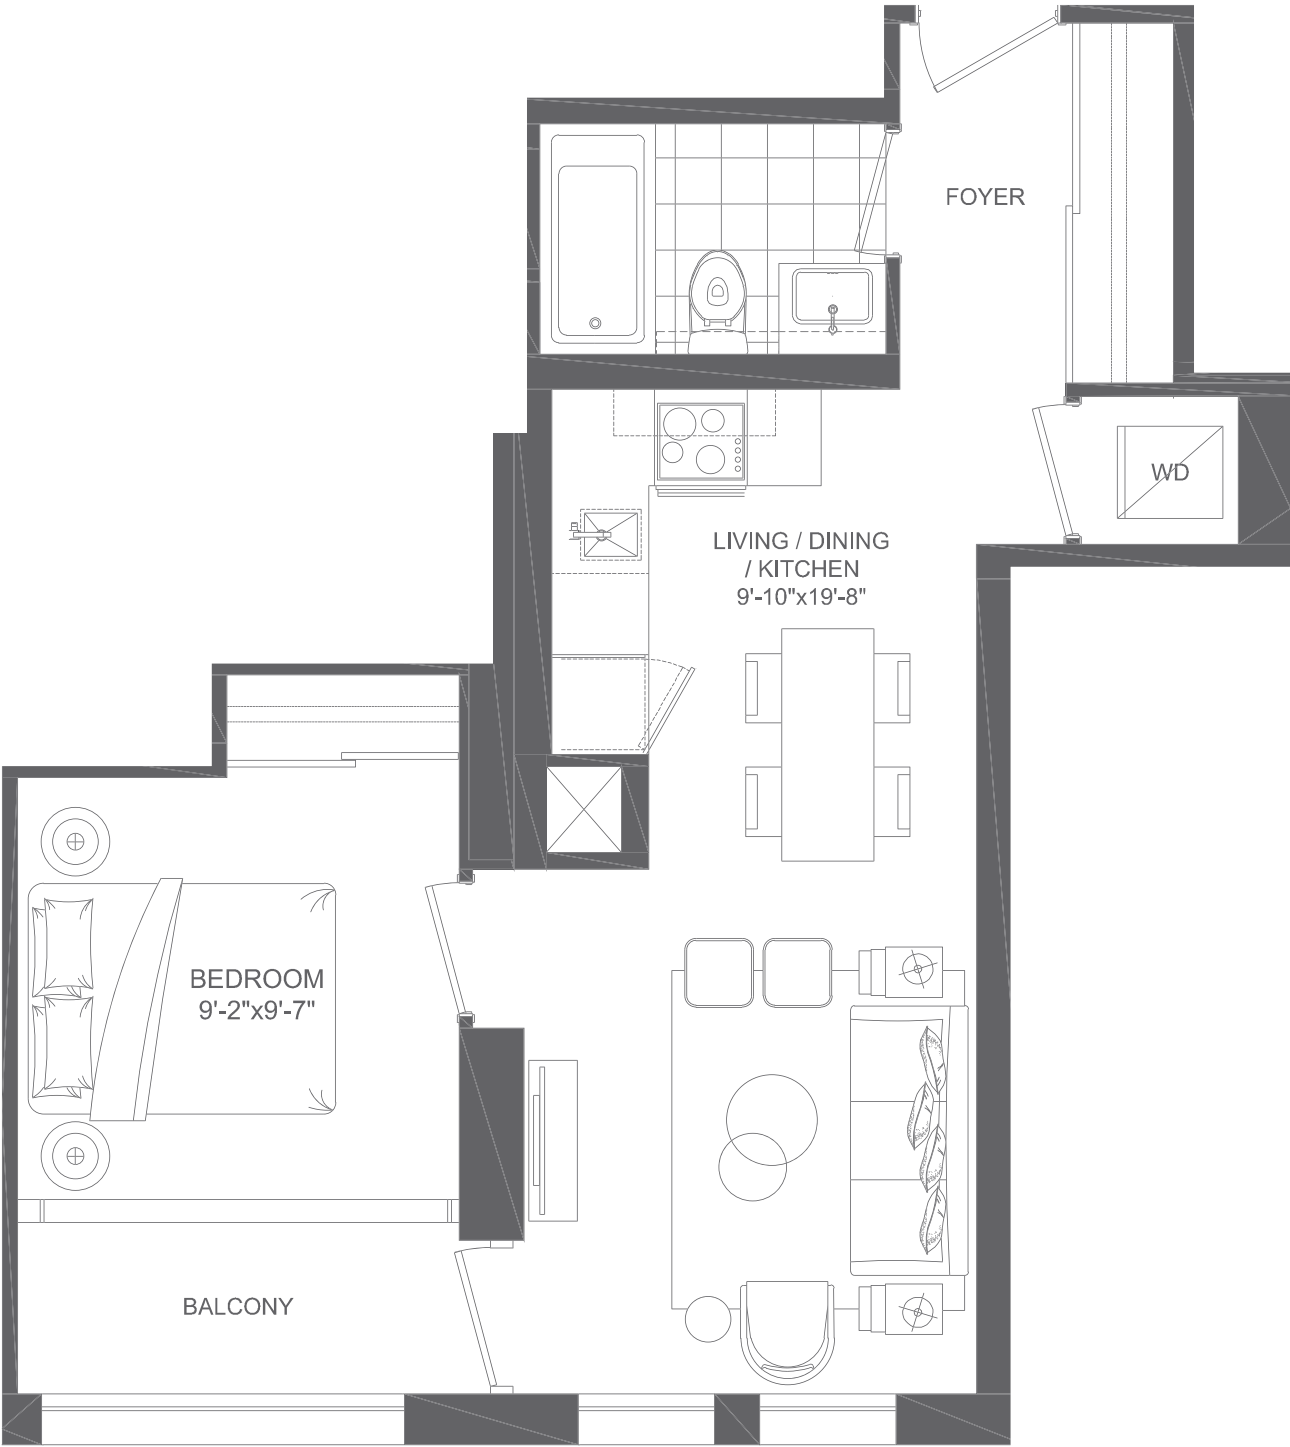 FOYER
WD
LIVING / DINING
/ KITCHEN
9'-10"x19'-8"
BEDROOM
9'-2"x9'-7"
BALCONY